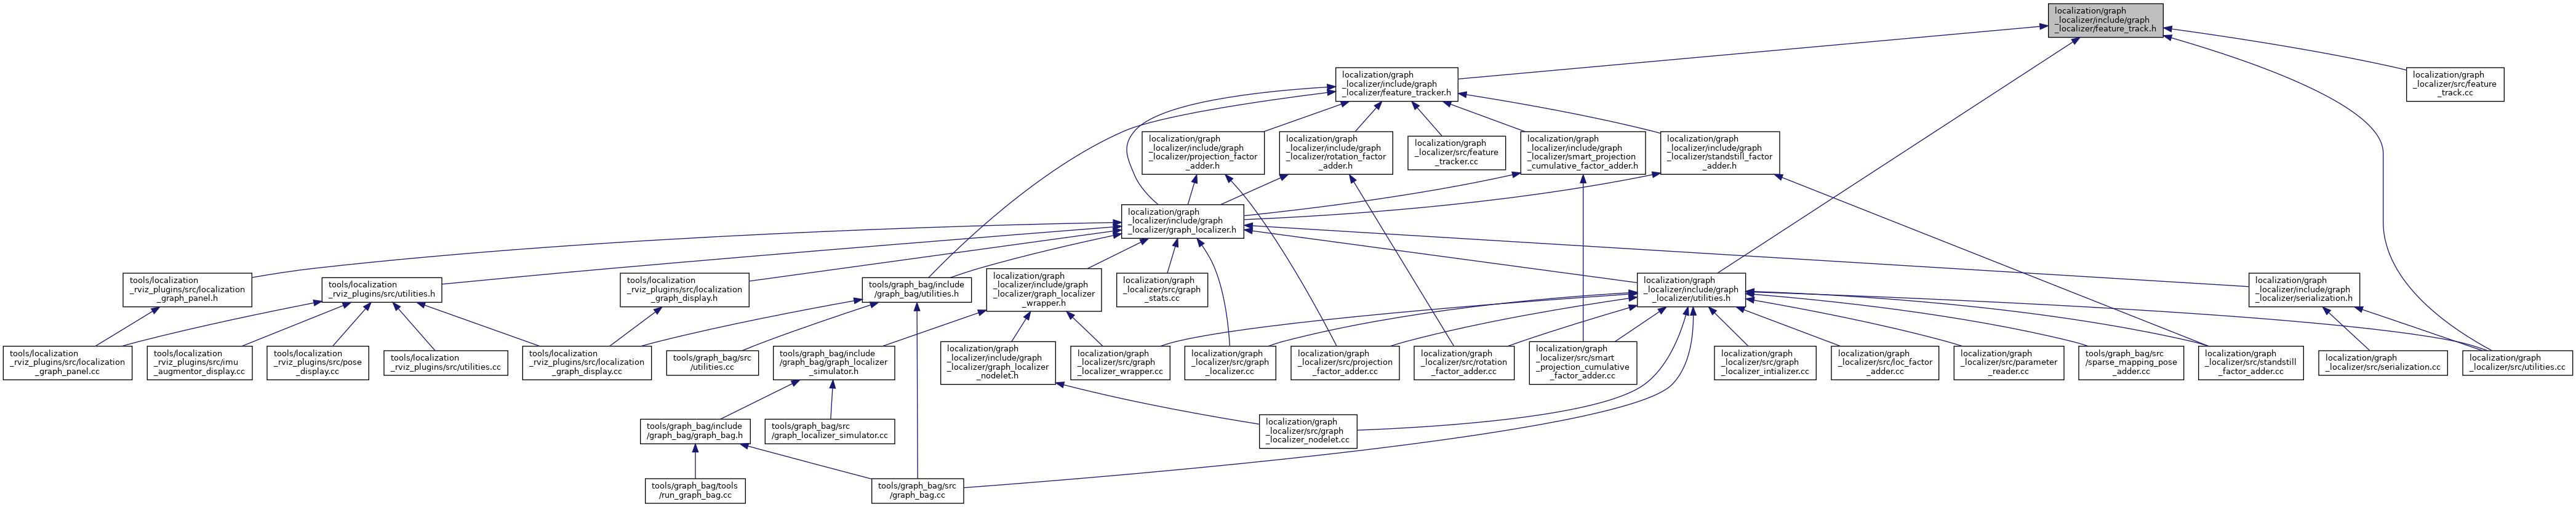 localization/graph
_localizer/include/graph
_localizer/feature_track.h
localization/graph
_localizer/include/graph
_localizer/feature_tracker.h
localization/graph
_localizer/src/feature
_track.cc
localization/graph
_localizer/include/graph
_localizer/projection_factor
_adder.h
localization/graph
_localizer/include/graph
_localizer/rotation_factor
_adder.h
localization/graph
_localizer/src/feature
_tracker.cc
localization/graph
_localizer/include/graph
_localizer/smart_projection
_cumulative_factor_adder.h
localization/graph
_localizer/include/graph
_localizer/standstill_factor
_adder.h
localization/graph
_localizer/include/graph
_localizer/graph_localizer.h
tools/localization
_rviz_plugins/src/localization
_graph_panel.h
tools/localization
_rviz_plugins/src/utilities.h
tools/localization
_rviz_plugins/src/localization
_graph_display.h
tools/graph_bag/include
/graph_bag/utilities.h
localization/graph
_localizer/include/graph
_localizer/graph_localizer
_wrapper.h
localization/graph
_localizer/src/graph
_stats.cc
localization/graph
_localizer/include/graph
_localizer/utilities.h
localization/graph
_localizer/include/graph
_localizer/serialization.h
tools/localization
_rviz_plugins/src/localization
_graph_panel.cc
tools/localization
_rviz_plugins/src/imu
_augmentor_display.cc
tools/localization
_rviz_plugins/src/pose
_display.cc
tools/localization
_rviz_plugins/src/utilities.cc
tools/localization
_rviz_plugins/src/localization
_graph_display.cc
tools/graph_bag/src
/utilities.cc
tools/graph_bag/include
/graph_bag/graph_localizer
_simulator.h
localization/graph
_localizer/include/graph
_localizer/graph_localizer
_nodelet.h
localization/graph
_localizer/src/graph
_localizer_wrapper.cc
localization/graph
_localizer/src/graph
_localizer.cc
localization/graph
_localizer/src/projection
_factor_adder.cc
localization/graph
_localizer/src/rotation
_factor_adder.cc
localization/graph
_localizer/src/smart
_projection_cumulative
_factor_adder.cc
localization/graph
_localizer/src/graph
_localizer_intializer.cc
localization/graph
_localizer/src/loc_factor
_adder.cc
localization/graph
_localizer/src/parameter
_reader.cc
tools/graph_bag/src
/sparse_mapping_pose
_adder.cc
localization/graph
_localizer/src/standstill
_factor_adder.cc
localization/graph
_localizer/src/serialization.cc
localization/graph
_localizer/src/utilities.cc
tools/graph_bag/include
/graph_bag/graph_bag.h
tools/graph_bag/src
/graph_localizer_simulator.cc
localization/graph
_localizer/src/graph
_localizer_nodelet.cc
tools/graph_bag/tools
/run_graph_bag.cc
tools/graph_bag/src
/graph_bag.cc